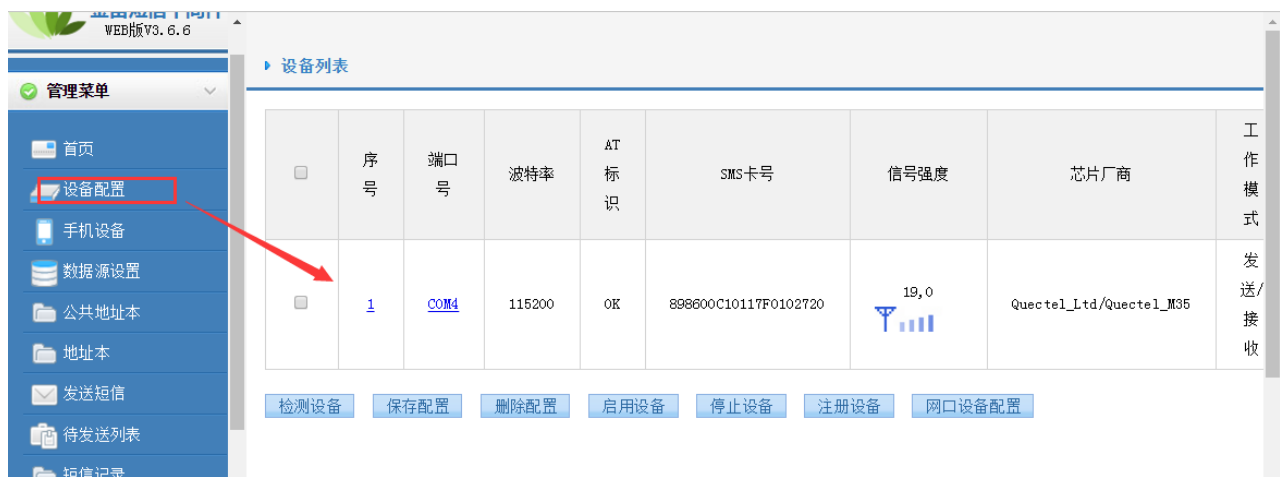 WEB版V3.6.6
管理菜单
首页
设备配置
手机设备
数据源设置
公共地址本
地址本
发送短信
待发送列表
短信记录
设备列表
序号
端口号
波特率
AT标识
SMS卡号
信号强度
芯片厂商
工作模式
1
COM4
115200
OK
898600C10117F0102720
19,0
Quectel_Ltd/Quectel_M35
发送/接收
检测设备
保存配置
删除配置
启用设备
停止设备
注册设备
网口设备配置